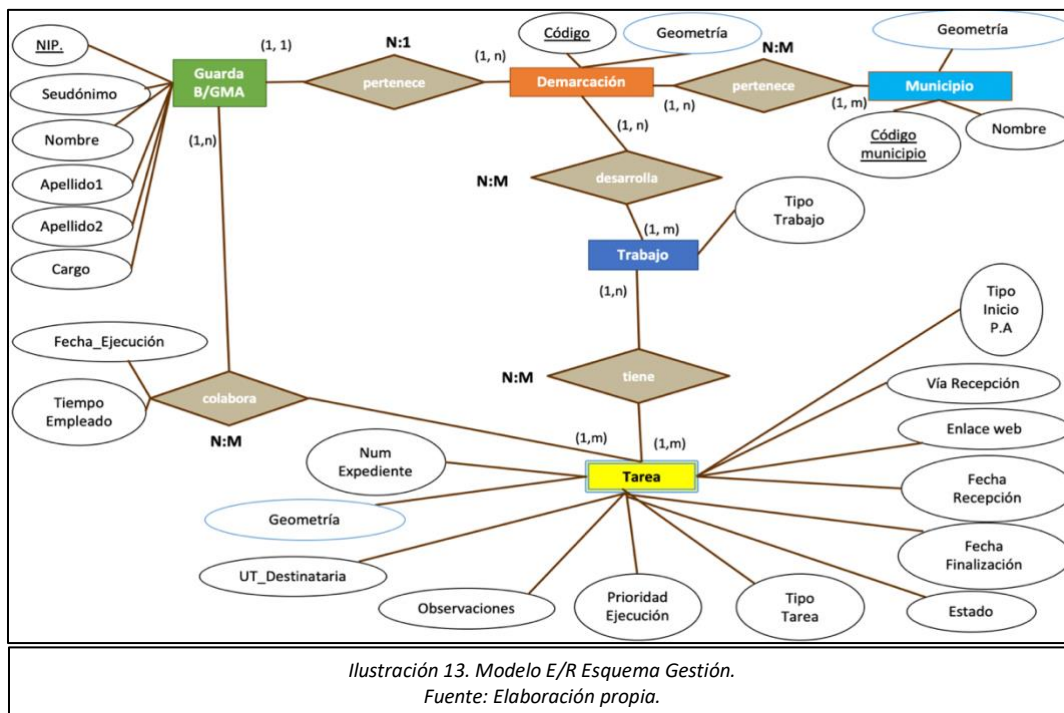 NIP.
(1, 1)
N:1
(1, n)
Código
Geometría
N:M
Geometría
Guarda
B/GMA
pertenece
Demarcación
pertenece
Municipio
Seudónimo
(1, n)
(1, m)
(1,n)
(1, n)
Código
municipio
Nombre
Nombre
Apellido1
N:M
desarrolla
Tipo
Trabajo
Apellido2
(1, m)
Trabajo
Cargo
(1,n)
Tipo
Inicio
P.A
Fecha_Ejecución
N:M
tiene
Vía Recepción
Tiempo
Empleado
colabora
N:M
Enlace web
(1,m)
(1,m)
Num
Expediente
Tarea
Fecha
Recepción
Geometría
Fecha
Finalización
UT_Destinataria
Observaciones
Prioridad
Ejecución
Tipo
Tarea
Estado
Ilustración 13. Modelo E/R Esquema Gestión.
Fuente: Elaboración propia.